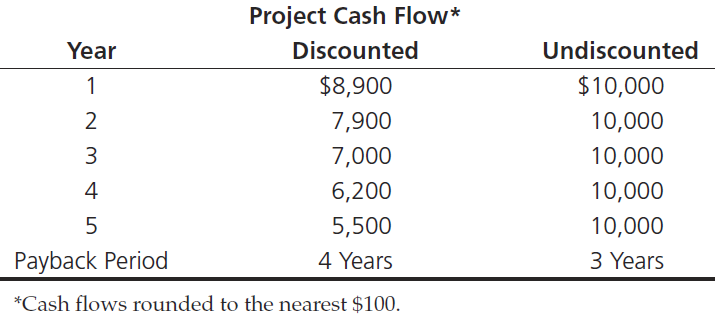 Project Cash Flow*
Year Discounted Undiscounted
1 $8,900 $10,000
2 7,900 10,000
3 7,000 10,000
4 6,200 10,000
5 5,500 10,000
Payback Period 4 Years 3 Years
*Cash flows rounded to the nearest $100.